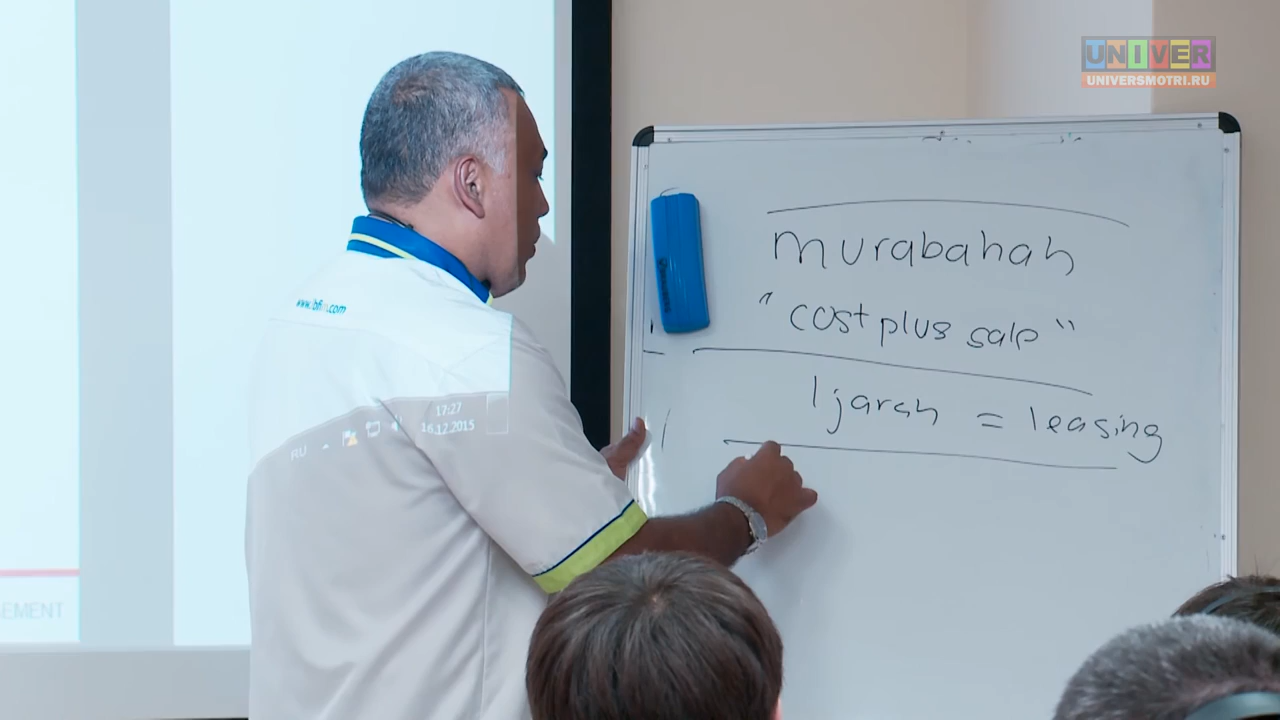 UNIVER
UNIVERSMOTRI.RU
murabahah
"cost plus sale"
Ijarah = leasing
17:27
16.12.2015
RU
EMENT